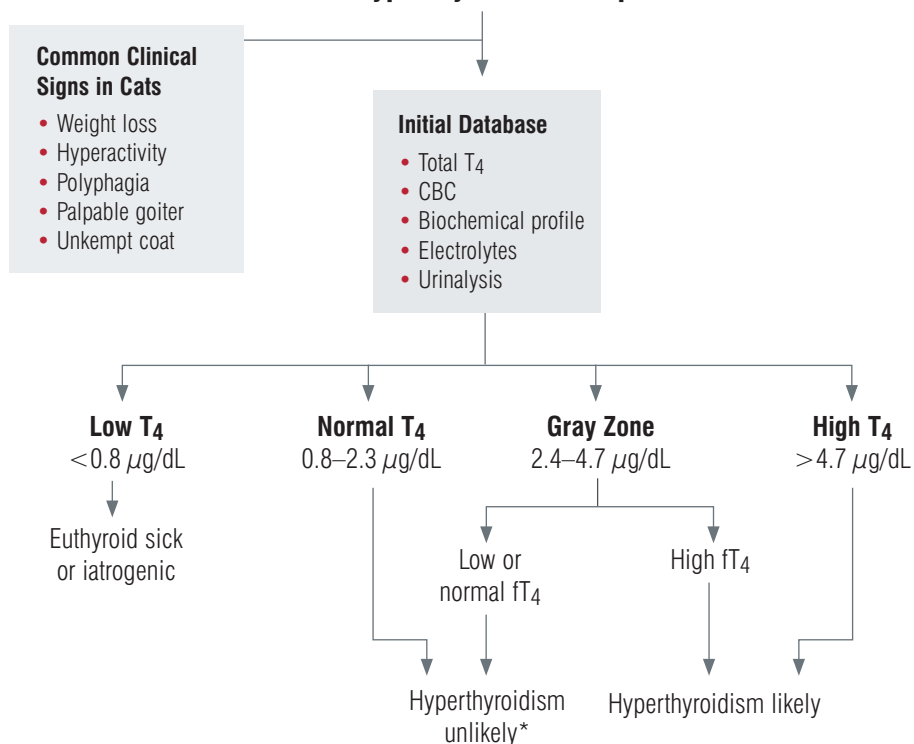 Common Clinical
Signs in Cats
• Weight loss
• Hyperactivity
• Polyphagia
• Palpable goiter
• Unkempt coat
Initial Database
• Total T4
• CBC
• Biochemical profile
• Electrolytes
• Urinalysis
Low T4
<0.8 μg/dL
Euthyroid sick
or iatrogenic
Normal T4
0.8–2.3 μg/dL
Gray Zone
2.4–4.7 μg/dL
Low or
normal fT4
High fT4
High T4
>4.7 μg/dL
Hyperthyroidism
unlikely*
Hyperthyroidism likely